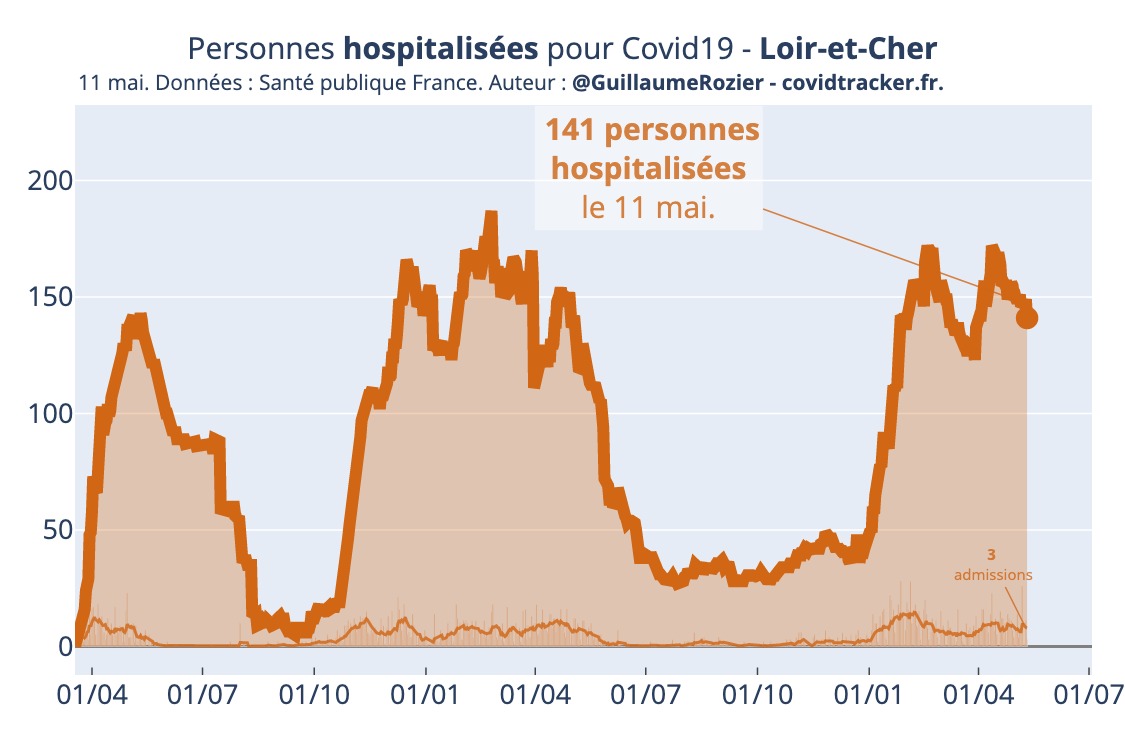 Personnes hospitalisées pour Covid19 - Loir-et-Cher
11 mai. Données : Santé publique France. Auteur : @GuillaumeRozier - covidtracker.fr.
141 personnes
hospitalisées
le 11 mai.
200
150
100
50
0
3
admissions
01/04 01/07 01/10 01/01 01/04 01/07 01/10 01/01 01/04 01/07